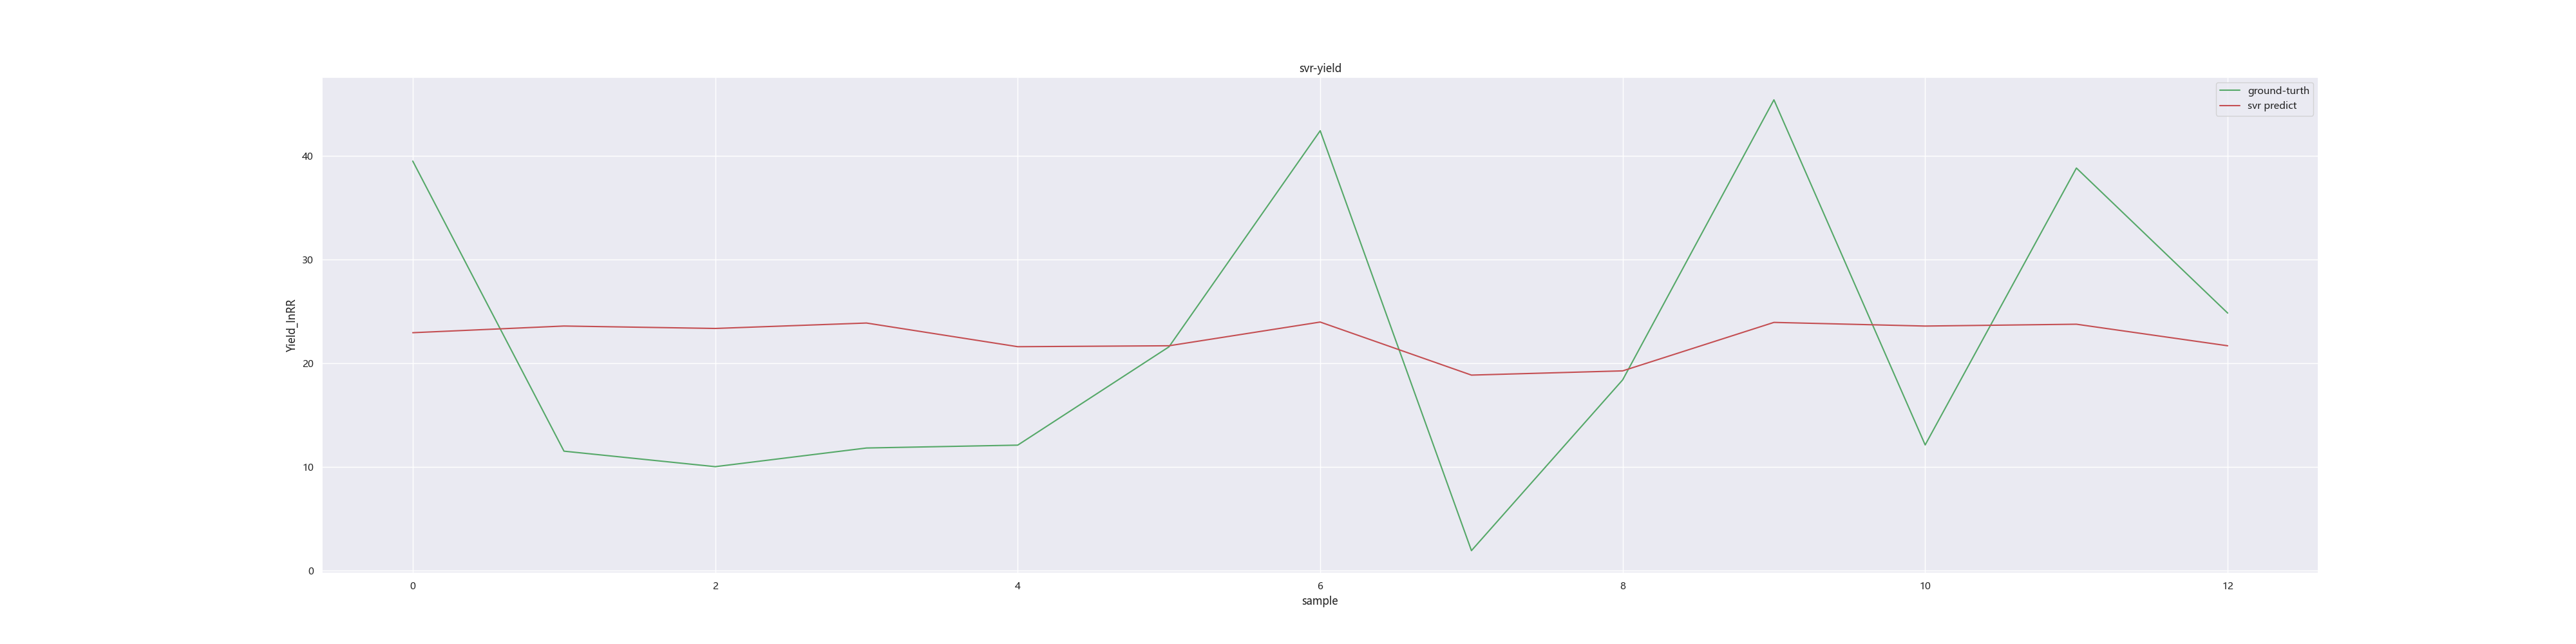 svr-yield
ground-turth
svr predict
40
30
20
10
0
Yield_lnRR
0 2 4 6 8 10 12
sample